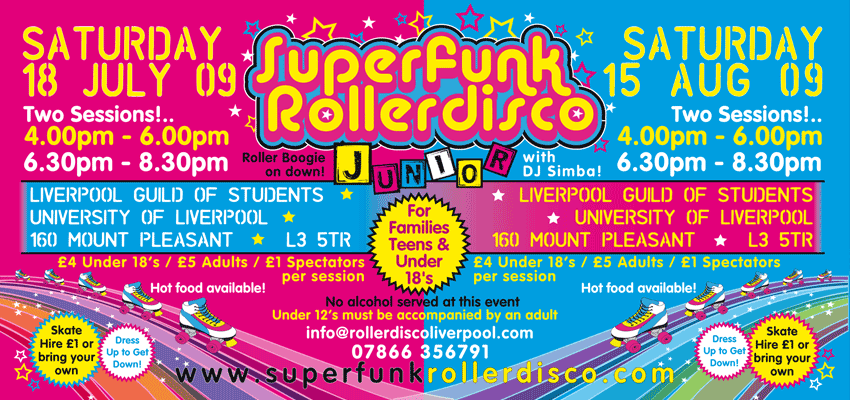 SATURDAY
18 JULY 09
Two Sessions!..
4.00pm - 6.00pm
6.30pm - 8.30pm
Superfunk
Rollerdisco
Roller Boogie
on down!
JUNIOR
with
DJ Simba!
SATURDAY
15 AUG 09
Two Sessions!..
4.00pm - 6.00pm
6.30pm - 8.30pm
LIVERPOOL GUILD OF STUDENTS
UNIVERSITY OF LIVERPOOL
160 MOUNT PLEASANT L3 5TR
For
Families
Teens &
Under
18's
LIVERPOOL GUILD OF STUDENTS
UNIVERSITY OF LIVERPOOL
160 MOUNT PLEASANT L3 5TR
£4 Under 18's / £5 Adults / £1 Spectators
per session
Hot food available!
£4 Under 18's / £5 Adults / £1 Spectators
per session
Hot food available!
No alcohol served at this event
Under 12's must be accompanied by an adult
info@rollerdiscoliverpool.com
07866 356791
www.superfunkrollerdisco.com
Skate
Hire £1 or
bring your
own
Dress
Up to Get
Down!
Dress
Up to Get
Down!
Skate
Hire £1 or
bring your
own